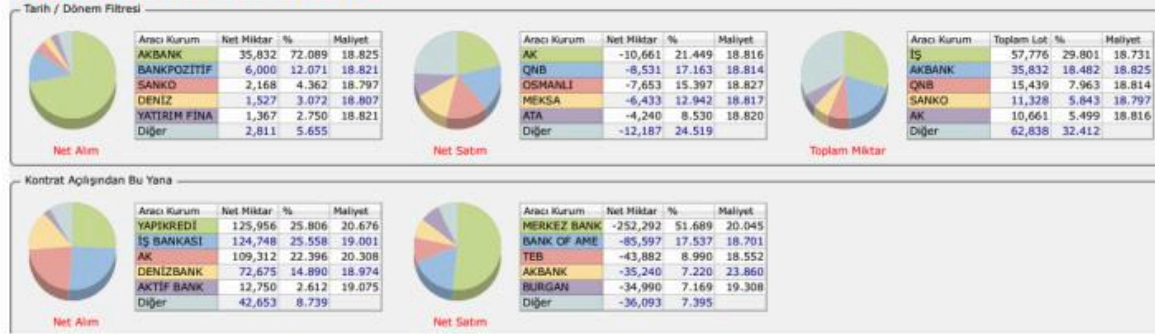 Tarih / Dönem Filtresi
Aracı Kurum Net Miktar % Maliyet
AKBANK 35,832 72.089 18.825
BANKPOZİTİF 6,000 12.071 18.821
SANKO 2,168 4.362 18.797
DENİZ 1,527 3.072 18.807
YATIRIM FİNA 1,367 2.750 18.821
Diğer 2,811 5.655
Net Alım
Aracı Kurum Net Miktar % Maliyet
AK -10,661 21.449 18.816
QNB -8,531 17.163 18.814
OSMANLI -7,653 15.397 18.827
MEKSA -6,433 12.942 18.817
ATA -4,240 8.530 18.820
Diğer -12,187 24.519
Net Satım
Aracı Kurum Toplam Lot % Maliyet
İŞ 57,776 29.801 18.731
AKBANK 35,832 18.482 18.825
QNB 15,439 7.963 18.814
SANKO 11,328 5.843 18.797
AK 10,661 5.499 18.816
Diğer 62,838 32.412
Toplam Miktar
Kontrat Açılışından Bu Yana
Aracı Kurum Net Miktar % Maliyet
YAPIKREDİ 125,956 25.806 20.676
İŞ BANKASI 124,748 25.558 19.001
AK 109,312 22.396 20.308
DENİZBANK 72,675 14.890 18.974
AKTİF BANK 12,750 2.612 19.075
Diğer 42,653 8.739
Net Alım
Aracı Kurum Net Miktar % Maliyet
MERKEZ BANK -252,292 51.689 20.045
BANK OF AME -85,597 17.537 18.701
TEB -43,882 8.990 18.552
AKBANK -35,240 7.220 23.860
BURGAN -34,990 7.169 19.308
Diğer -36,093 7.395
Net Satım